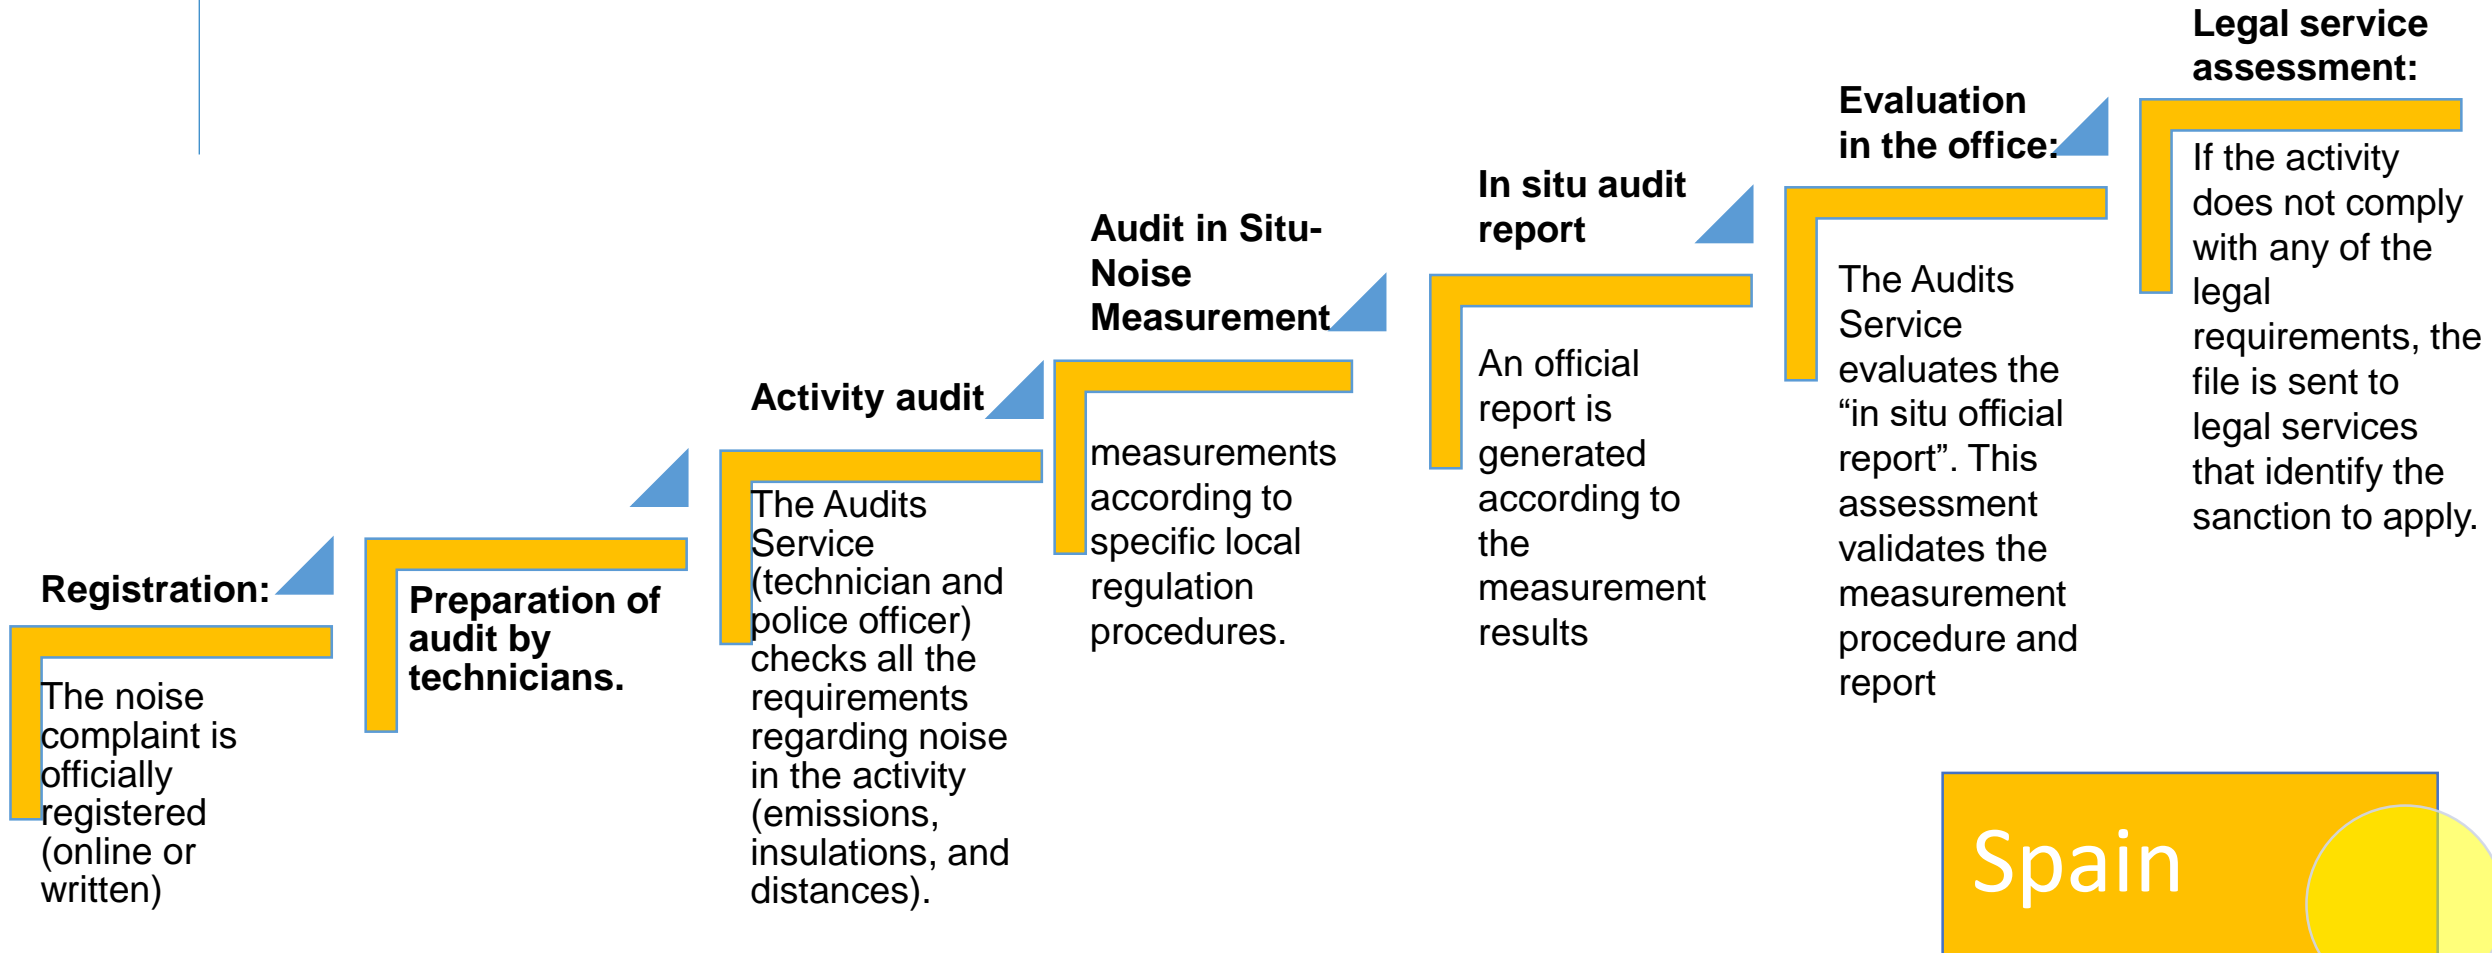 Registration:
The noise
complaint is
officially
registered
(online or
written)
Preparation of
audit by
technicians.
Activity audit
The Audits
Service
(technician and
police officer)
checks all the
requirements
regarding noise
in the activity
(emissions,
insulations, and
distances).
Audit in Situ-
Noise
Measurement
measurements
according to
specific local
regulation
procedures.
In situ audit
report
An official
report is
generated
according to
the
measurement
results
Evaluation
in the office:
The Audits
Service
evaluates the
“in situ official
report”. This
assessment
validates the
measurement
procedure and
report
Legal service
assessment:
If the activity
does not comply
with any of the
legal
requirements, the
file is sent to
legal services
that identify the
sanction to apply.
Spain